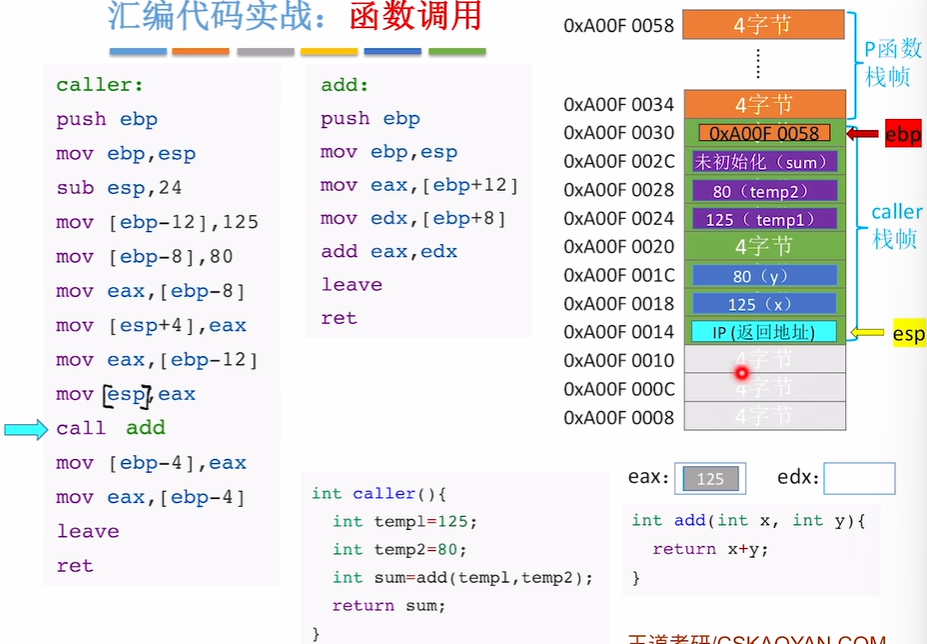 汇编代码实战：函数调用
caller:
push ebp
mov ebp,esp
sub esp,24
mov [ebp-12],125
mov [ebp-8],80
mov eax,[ebp-8]
mov [esp+4],eax
mov eax,[ebp-12]
mov [esp],eax
call add
mov [ebp-4],eax
mov eax,[ebp-4]
leave
ret
add:
push ebp
mov ebp,esp
mov eax,[ebp+12]
mov edx,[ebp+8]
add eax,edx
leave
ret
0xA00F 0058 4字节
0xA00F 0034 4字节
P函数
栈帧
0xA00F 0030 0xA00F 0058 ebp
0xA00F 002C 未初始化（sum）
0xA00F 0028 80（temp2）
0xA00F 0024 125（temp1）
0xA00F 0020 4字节
0xA00F 001C 80（y）
0xA00F 0018 125（x）
0xA00F 0014 IP (返回地址) esp
caller
栈帧
0xA00F 0010 4字节
0xA00F 000C 4字节
0xA00F 0008 4字节
eax: 125 edx:
int caller(){
int temp1=125;
int temp2=80;
int sum=add(temp1,temp2);
return sum;
}
int add(int x, int y){
return x+y;
}
王道考研/CSKAOYAN.COM